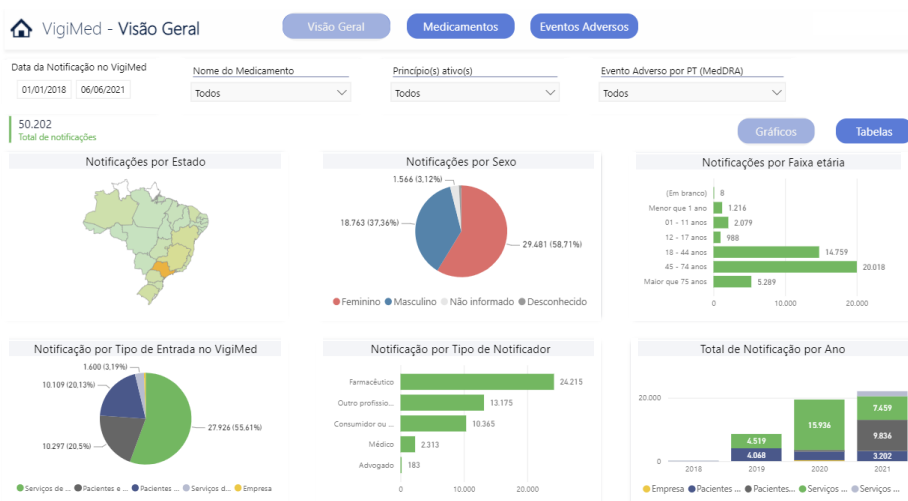 VigiMed - Visão Geral
Visão Geral
Medicamentos
Eventos Adversos
Data da Notificação no VigiMed
01/01/2018
06/06/2021
Nome do Medicamento
Todos
Princípio(s) ativo(s)
Todos
Evento Adverso por PT (MedDRA)
Todos
50.202
Total de notificações
Gráficos
Tabelas
Notificações por Estado
Notificações por Sexo
1.566 (3,12%)
18.763 (37,36%)
29.481 (58,71%)
Feminino
Masculino
Não informado
Desconhecido
Notificações por Faixa etária
(Em branco) 8
Menor que 1 ano 1.216
01 - 11 anos 2.079
12 - 17 anos 988
18 - 44 anos 14.759
45 - 74 anos 20.018
Maior que 75 anos 5.289
0 10.000 20.000
Notificação por Tipo de Entrada no VigiMed
1.600 (3,19%)
10.109 (20,13%)
27.926 (55,61%)
10.297 (20,5%)
Serviços de ...
Pacientes e ...
Pacientes ...
Serviços d...
Empresa
Notificação por Tipo de Notificador
Farmacêutico 24.215
Outro profissio... 13.175
Consumidor ou ... 10.365
Médico 2.313
Advogado 183
0 10.000 20.000
Total de Notificação por Ano
20.000
0
4.519
4.068
15.936
7.459
9.836
3.202
2018 2019 2020 2021
Empresa
Pacientes ...
Pacientes...
Serviços ...
Serviços ...